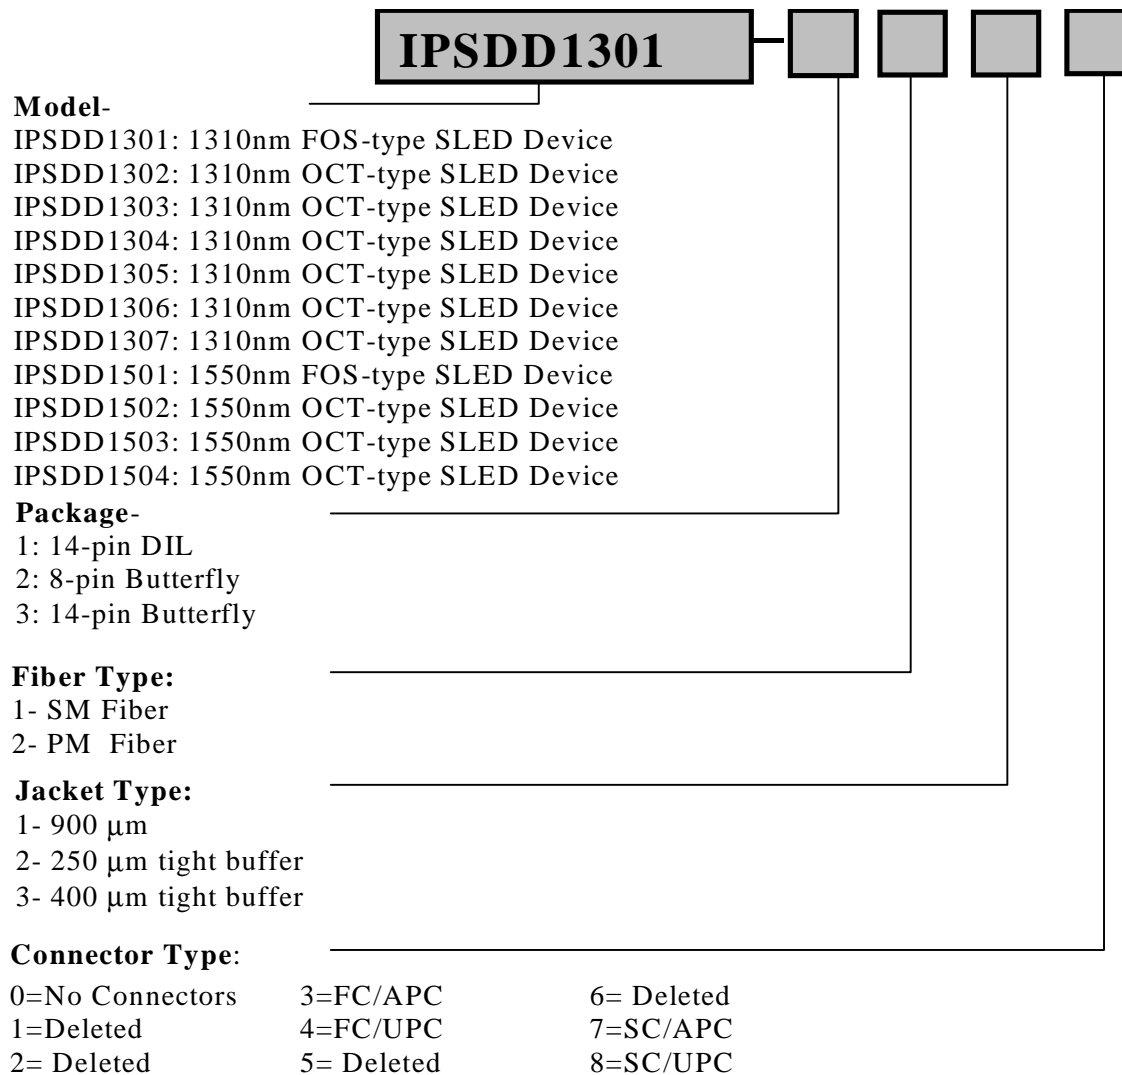 IPSDD1301
Model-
IPSDD1301: 1310nm FOS-type SLED Device
IPSDD1302: 1310nm OCT-type SLED Device
IPSDD1303: 1310nm OCT-type SLED Device
IPSDD1304: 1310nm OCT-type SLED Device
IPSDD1305: 1310nm OCT-type SLED Device
IPSDD1306: 1310nm OCT-type SLED Device
IPSDD1307: 1310nm OCT-type SLED Device
IPSDD1501: 1550nm FOS-type SLED Device
IPSDD1502: 1550nm OCT-type SLED Device
IPSDD1503: 1550nm OCT-type SLED Device
IPSDD1504: 1550nm OCT-type SLED Device
Package-
1: 14-pin DIL
2: 8-pin Butterfly
3: 14-pin Butterfly
Fiber Type:
1- SM Fiber
2- PM Fiber
Jacket Type:
1- 900 μm
2- 250 μm tight buffer
3- 400 μm tight buffer
Connector Type:
0=No Connectors 3=FC/APC 6= Deleted
1=Deleted 4=FC/UPC 7=SC/APC
2= Deleted 5= Deleted 8=SC/UPC